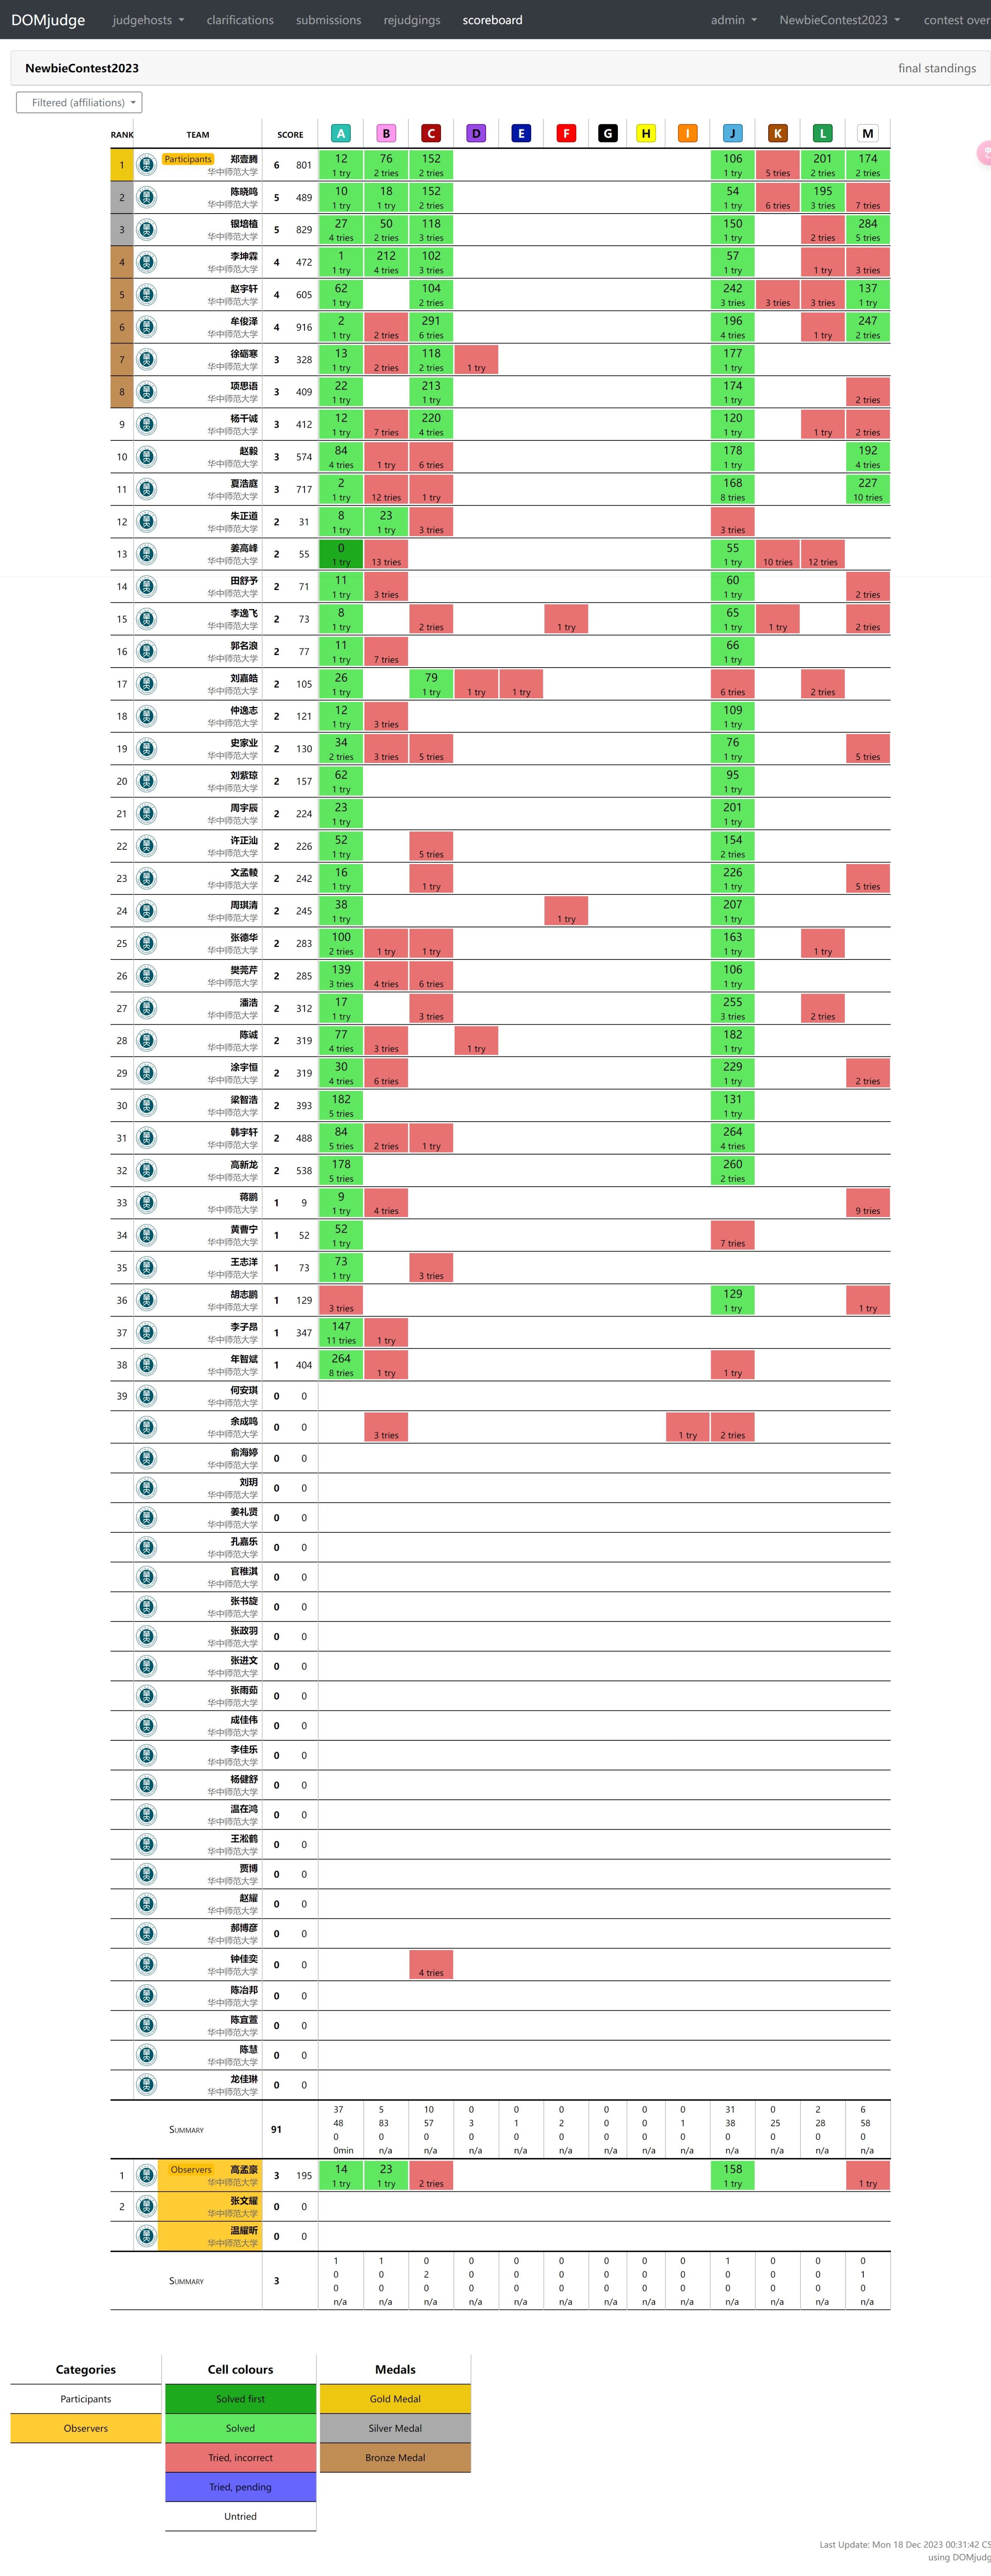 DOMjudge judgehosts clarifications submissions rejudgings scoreboard admin NewbieContest2023 contest over
NewbieContest2023 final standings
Filtered (affiliations)
RANK TEAM SCORE A B C D E F G H I J K L M
1 Participants 郑壹腾 6 801 12 76 152 106 201 174
华中师范大学 1 try 2 tries 2 tries 1 try 5 tries 2 tries 2 tries
2 陈晓鸣 5 489 10 18 152 54 195
华中师范大学 1 try 1 try 2 tries 1 try 6 tries 3 tries 7 tries
3 银培植 5 829 27 50 118 150 284
华中师范大学 4 tries 2 tries 3 tries 1 try 2 tries 5 tries
4 李坤霖 4 472 1 212 102 57
华中师范大学 1 try 4 tries 3 tries 1 try 1 try 3 tries
5 赵宇轩 4 605 62 104 242 137
华中师范大学 1 try 2 tries 3 tries 3 tries 3 tries 1 try
6 牟俊泽 4 916 2 291 196 247
华中师范大学 1 try 2 tries 6 tries 4 tries 1 try 2 tries
7 徐砺寒 3 328 13 118 177
华中师范大学 1 try 2 tries 2 tries 1 try 1 try
8 项思语 3 409 22 213 174
华中师范大学 1 try 1 try 1 try 2 tries
9 杨干诚 3 412 12 220 120
华中师范大学 1 try 7 tries 4 tries 1 try 1 try 2 tries
10 赵毅 3 574 84 178 192
华中师范大学 4 tries 1 try 6 tries 1 try 4 tries
11 夏浩庭 3 717 2 168 227
华中师范大学 1 try 12 tries 1 try 8 tries 10 tries
12 朱正道 2 31 8 23
华中师范大学 1 try 1 try 3 tries 3 tries
13 姜高峰 2 55 0 55
华中师范大学 1 try 13 tries 1 try 10 tries 12 tries
14 田舒予 2 71 11 60
华中师范大学 1 try 3 tries 1 try 2 tries
15 李逸飞 2 73 8 65
华中师范大学 1 try 2 tries 1 try 1 try 1 try 2 tries
16 郭名浪 2 77 11 66
华中师范大学 1 try 7 tries 1 try
17 刘嘉皓 2 105 26 79
华中师范大学 1 try 1 try 1 try 1 try 6 tries 2 tries
18 仲逸志 2 121 12 109
华中师范大学 1 try 3 tries 1 try
19 史家业 2 130 34 76
华中师范大学 2 tries 3 tries 5 tries 1 try 5 tries
20 刘紫琼 2 157 62 95
华中师范大学 1 try 1 try
21 周宇辰 2 224 23 201
华中师范大学 1 try 1 try
22 许正汕 2 226 52 154
华中师范大学 1 try 5 tries 2 tries
23 文孟轅 2 242 16 226
华中师范大学 1 try 1 try 1 try 5 tries
24 周琪清 2 245 38 207
华中师范大学 1 try 1 try 1 try
25 张德华 2 283 100 163
华中师范大学 2 tries 1 try 1 try 1 try 1 try
26 樊莞芹 2 285 139 106
华中师范大学 3 tries 4 tries 6 tries 1 try
27 潘浩 2 312 17 255
华中师范大学 1 try 3 tries 3 tries 2 tries
28 陈诚 2 319 77 182
华中师范大学 4 tries 3 tries 1 try 1 try
29 涂宇恒 2 319 30 229
华中师范大学 4 tries 6 tries 1 try 2 tries
30 梁智浩 2 393 182 131
华中师范大学 5 tries 1 try
31 韩宇轩 2 488 84 264
华中师范大学 5 tries 2 tries 1 try 4 tries
32 高新龙 2 538 178 260
华中师范大学 5 tries 2 tries
33 蒋鹏 1 9 9
华中师范大学 1 try 4 tries 9 tries
34 黄曹宁 1 52 52
华中师范大学 1 try 7 tries
35 王志洋 1 73 73
华中师范大学 1 try 3 tries
36 胡志鹏 1 129 129
华中师范大学 3 tries 1 try 1 try
37 李子昂 1 347 147
华中师范大学 11 tries 1 try
38 年智斌 1 404 264
华中师范大学 8 tries 1 try 1 try
39 何安琪 0 0
华中师范大学
余成鸣 0 0
华中师范大学 3 tries 1 try 2 tries
俞海婷 0 0
华中师范大学
刘玥 0 0
华中师范大学
姜礼贤 0 0
华中师范大学
孔嘉乐 0 0
华中师范大学
官稚淇 0 0
华中师范大学
张书旋 0 0
华中师范大学
张政羽 0 0
华中师范大学
张进文 0 0
华中师范大学
张雨茹 0 0
华中师范大学
成佳伟 0 0
华中师范大学
李佳乐 0 0
华中师范大学
杨健舒 0 0
华中师范大学
温在鸿 0 0
华中师范大学
王淞鹤 0 0
华中师范大学
贾博 0 0
华中师范大学
赵耀 0 0
华中师范大学
郝博彦 0 0
华中师范大学
钟佳奕 0 0
华中师范大学 4 tries
陈冶邦 0 0
华中师范大学
陈宜萱 0 0
华中师范大学
陈慧 0 0
华中师范大学
龙佳琳 0 0
华中师范大学
37 5 10 0 0 0 0 0 0 31 0 2 6
Summary 91 48 83 57 3 1 2 0 0 1 38 25 28 58
0 0 0 0 0 0 0 0 0 0 0 0 0
0min n/a n/a n/a n/a n/a n/a n/a n/a n/a n/a n/a n/a
1 Observers 高孟豪 3 195 14 23 158
华中师范大学 1 try 1 try 2 tries 1 try 1 try
2 张文耀 0 0
华中师范大学
温耀昕 0 0
华中师范大学
1 1 0 0 0 0 0 0 0 1 0 0 0
Summary 3 0 0 2 0 0 0 0 0 0 0 0 0 1
0 0 0 0 0 0 0 0 0 0 0 0 0
n/a n/a n/a n/a n/a n/a n/a n/a n/a n/a n/a n/a n/a
Categories Cell colours Medals
Participants Solved first Gold Medal
Observers Solved Silver Medal
Tried, incorrect Bronze Medal
Tried, pending
Untried
Last Update: Mon 18 Dec 2023 00:31:42 CS
using DOMjudg